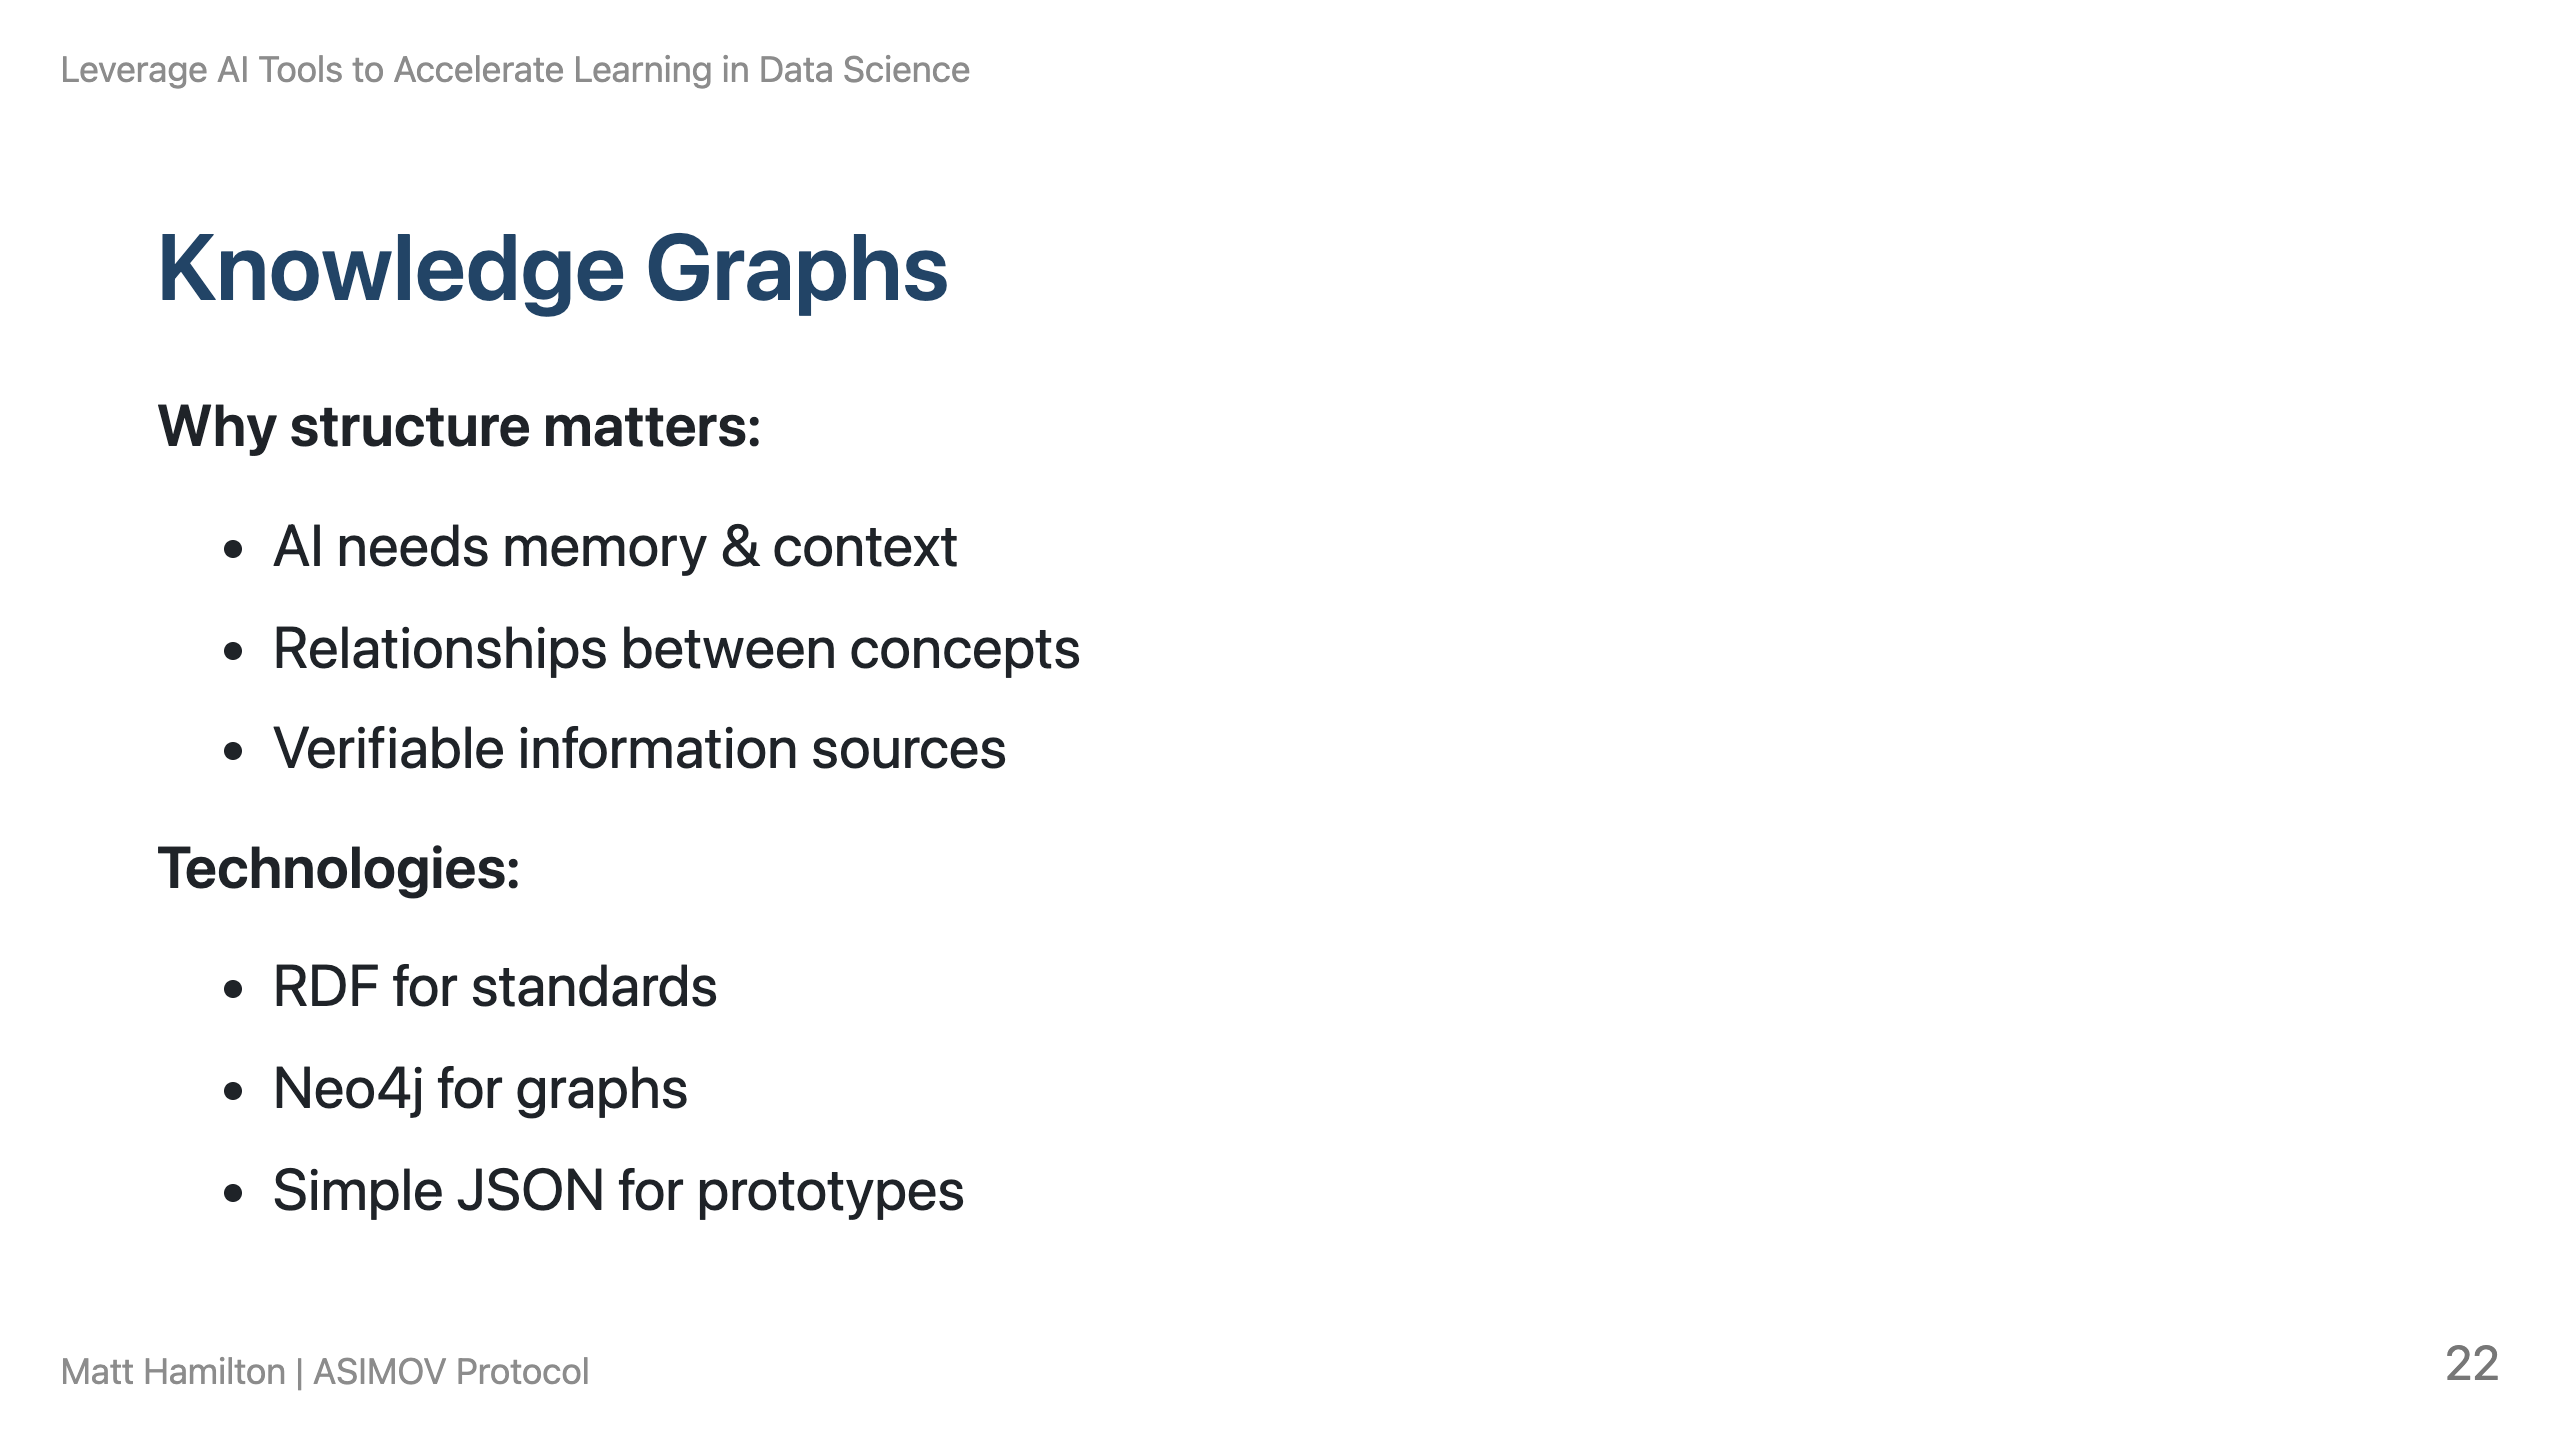 Leverage AI Tools to Accelerate Learning in Data Science
Knowledge Graphs
Why structure matters:
• AI needs memory & context
• Relationships between concepts
• Verifiable information sources
Technologies:
• RDF for standards
• Neo4j for graphs
• Simple JSON for prototypes
Matt Hamilton | ASIMOV Protocol
22